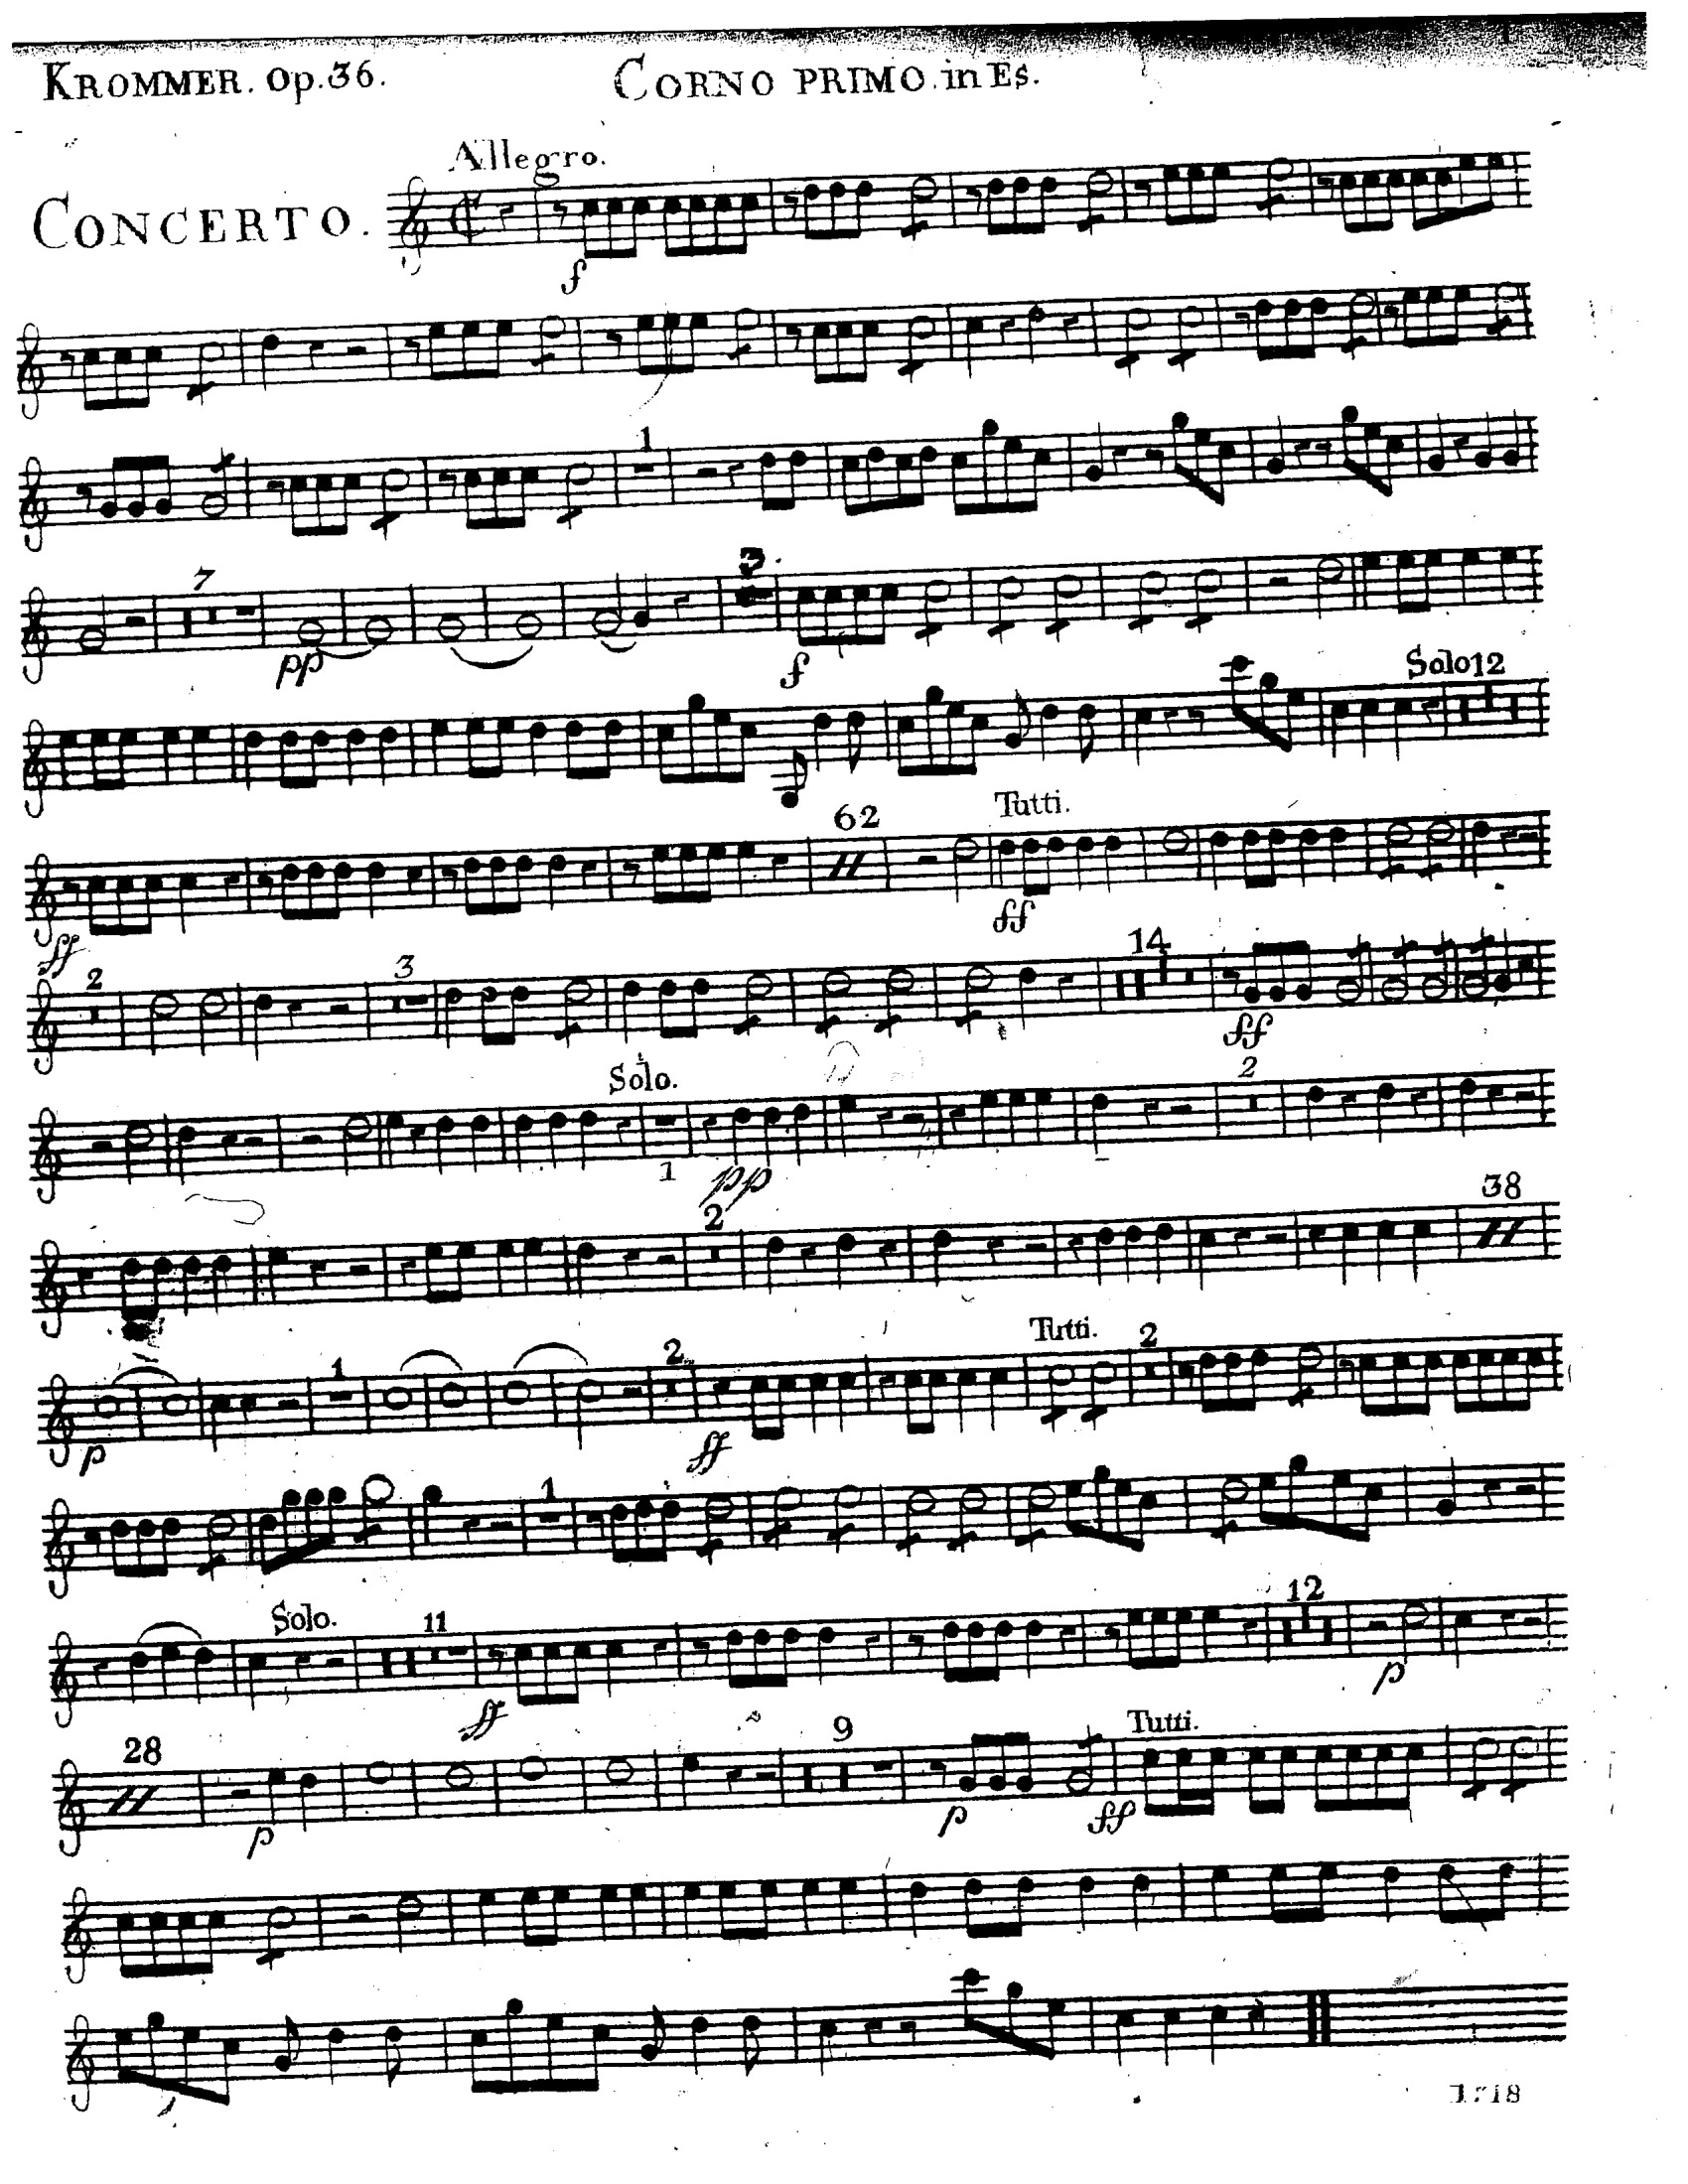 KROMMER. Op.36. CORNO PRIMO. in Es.
Allegro.
CONCERTO.
f
1
7 3.
pp f
Solo 12
62 Tutti.
ff ff
2 3 14
ff
Solo.
1 pp 2
2 38
1 2 Tutti. 2
p ff
1
Solo. 11 12
ff p
28 9 Tutti.
p p ff